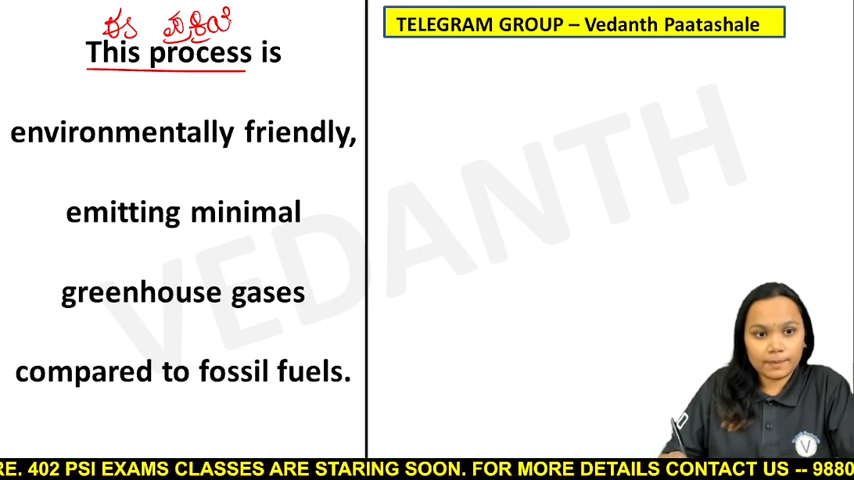 ಈ ಪ್ರಕ್ರಿಯೆ
This process is
environmentally friendly,
emitting minimal
greenhouse gases
compared to fossil fuels.
TELEGRAM GROUP – Vedanth Paatashale
VEDANTH
RE. 402 PSI EXAMS CLASSES ARE STARING SOON. FOR MORE DETAILS CONTACT US -- 9880